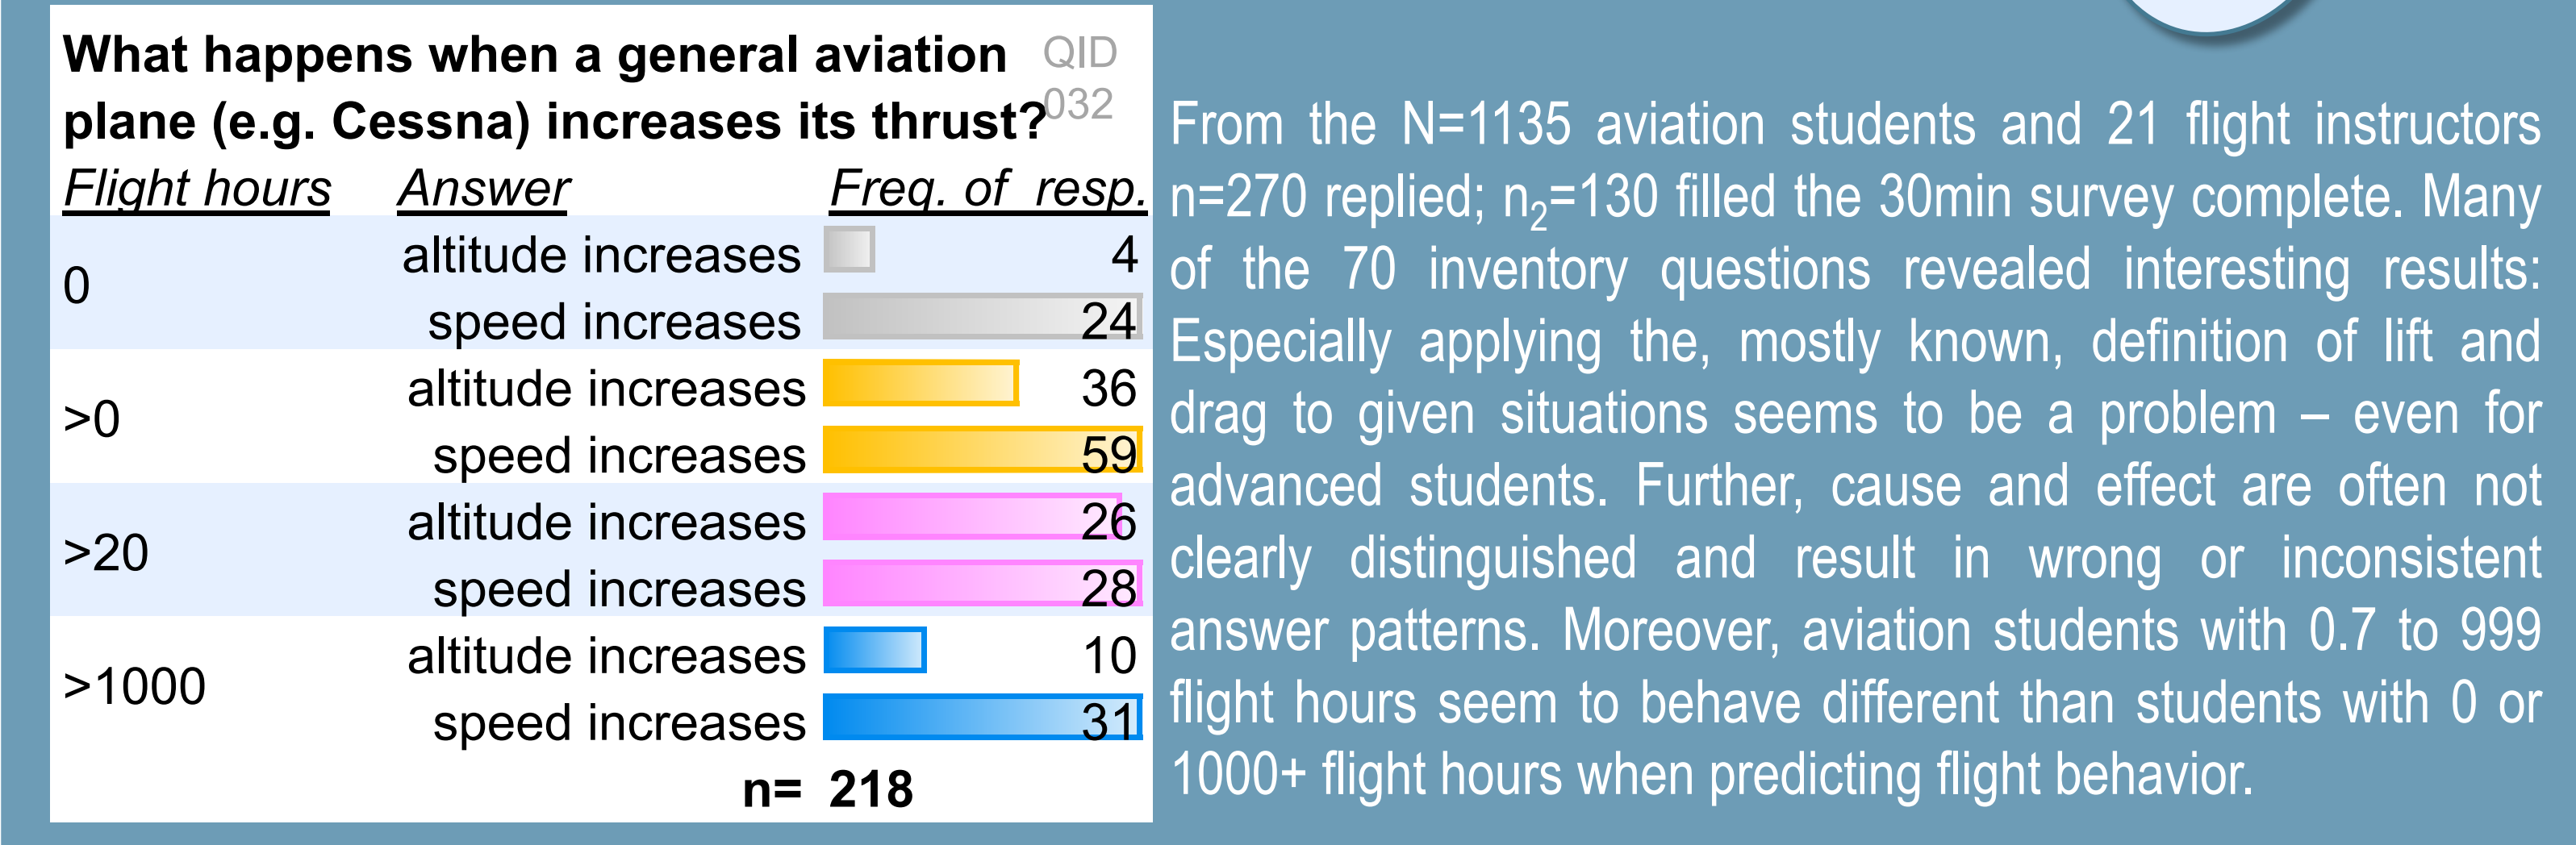 What happens when a general aviation QID
plane (e.g. Cessna) increases its thrust? 032
Flight hours Answer Freq. of resp.
0
altitude increases 4
speed increases 24
>0
altitude increases 36
speed increases 59
>20
altitude increases 26
speed increases 28
>1000
altitude increases 10
speed increases 31
n= 218
From the N=1135 aviation students and 21 flight instructors
n=270 replied; n₂=130 filled the 30min survey complete. Many
of the 70 inventory questions revealed interesting results:
Especially applying the, mostly known, definition of lift and
drag to given situations seems to be a problem – even for
advanced students. Further, cause and effect are often not
clearly distinguished and result in wrong or inconsistent
answer patterns. Moreover, aviation students with 0.7 to 999
flight hours seem to behave different than students with 0 or
1000+ flight hours when predicting flight behavior.